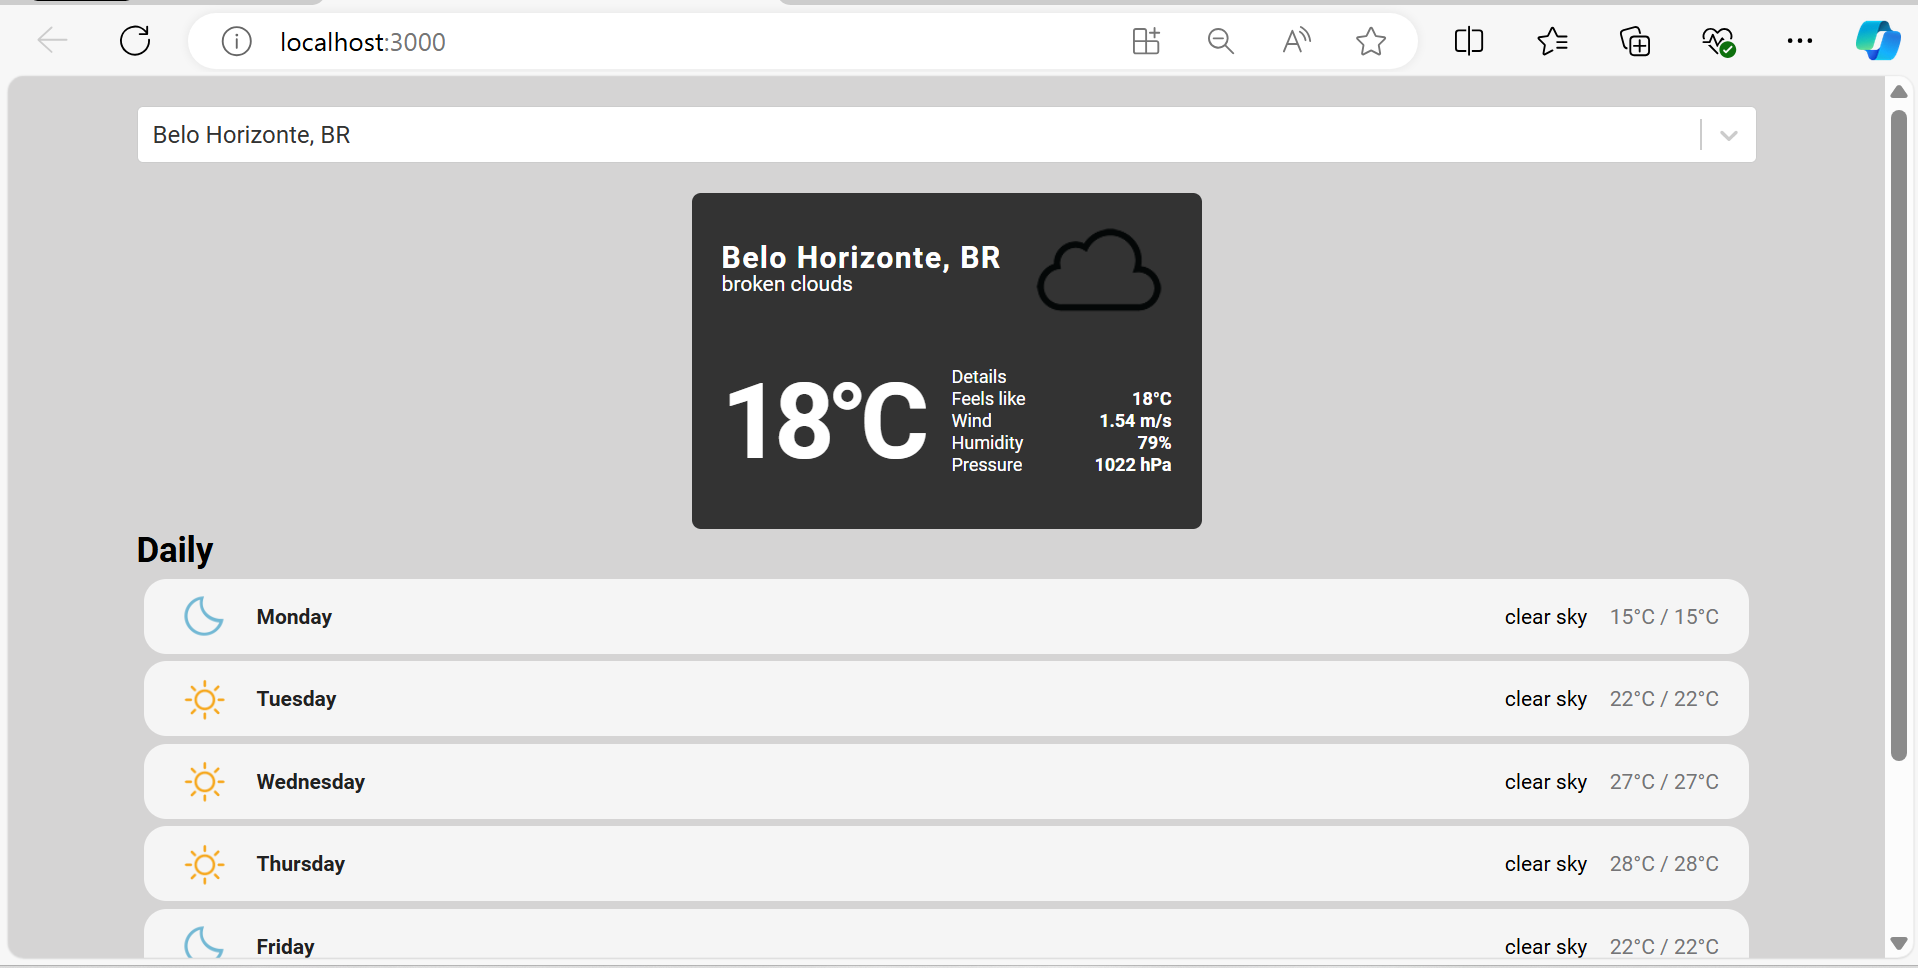 localhost:3000
Belo Horizonte, BR
Belo Horizonte, BR
broken clouds
18°C
Details
Feels like 18°C
Wind 1.54 m/s
Humidity 79%
Pressure 1022 hPa
Daily
Monday clear sky 15°C / 15°C
Tuesday clear sky 22°C / 22°C
Wednesday clear sky 27°C / 27°C
Thursday clear sky 28°C / 28°C
Friday clear sky 22°C / 22°C